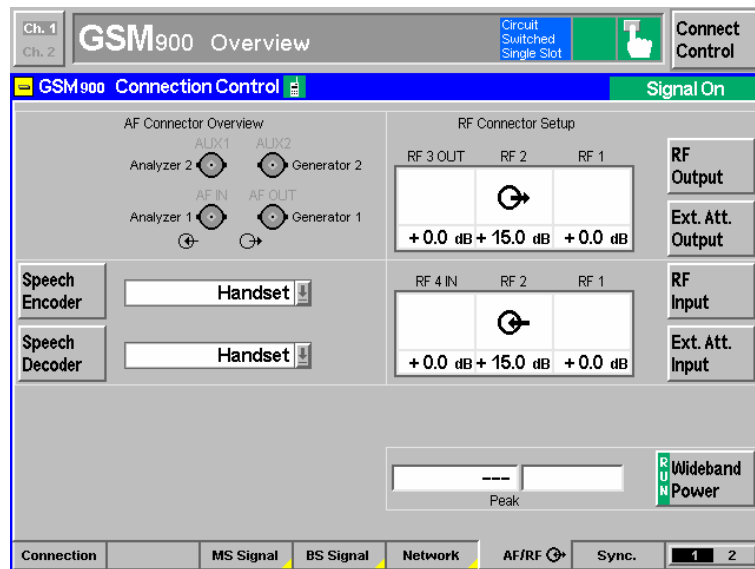 Ch. 1
Ch. 2
GSM900 Overview
Circuit
Switched
Single Slot
Connect
Control
GSM900 Connection Control
Signal On
AF Connector Overview
AUX1 AUX2
Analyzer 2 Generator 2
AF IN AF OUT
Analyzer 1 Generator 1
RF Connector Setup
RF 3 OUT RF 2 RF 1
+ 0.0 dB + 15.0 dB + 0.0 dB
RF
Output
Ext. Att.
Output
Speech
Encoder
Handset
Speech
Decoder
Handset
RF 4 IN RF 2 RF 1
+ 0.0 dB + 15.0 dB + 0.0 dB
RF
Input
Ext. Att.
Input
---
Peak
RUN
Wideband
Power
Connection MS Signal BS Signal Network AF/RF Sync. 1 2